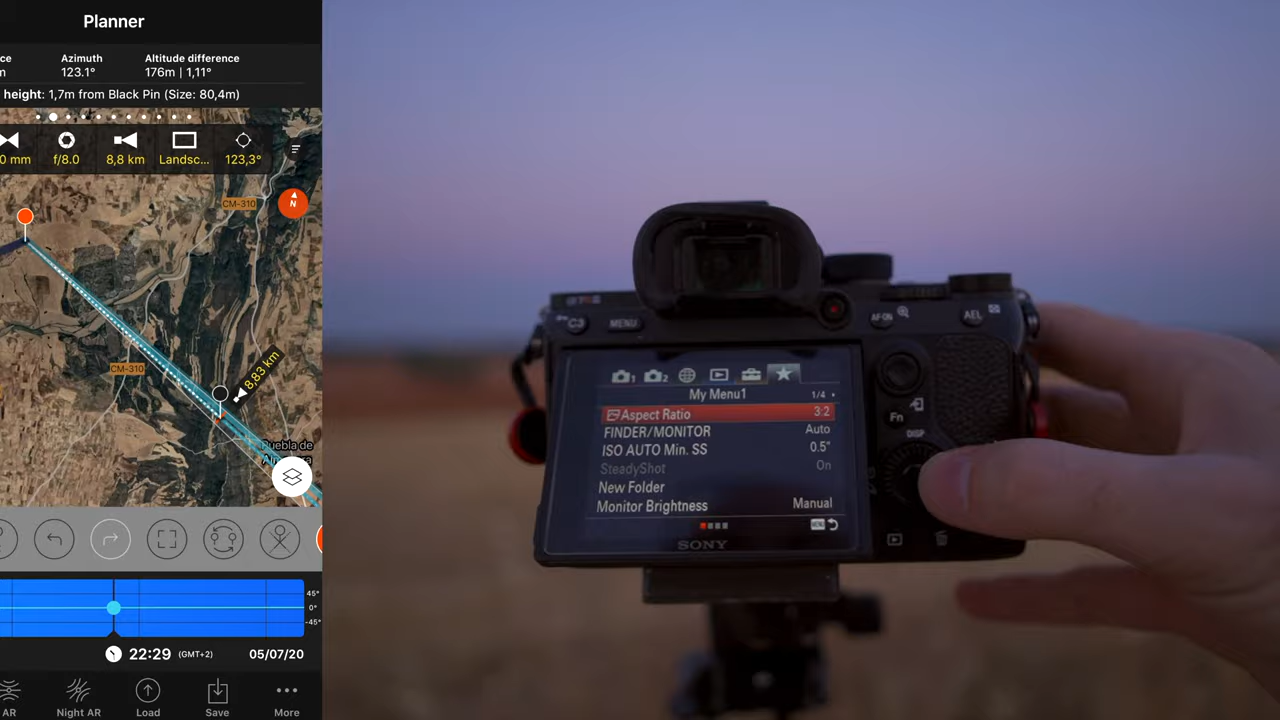 Planner
ce
Azimuth
Altitude difference
m
123.1°
176m | 1,11°
height: 1,7m from Black Pin (Size: 80,4m)
0 mm
f/8.0
8,8 km
Landsc...
123,3°
N
CM-310
CM-310
8,83 km
Puebla de
45°
0°
-45°
22:29
(GMT+2)
05/07/20
AR
Night AR
Load
Save
More
C3
MENU
AF-ON
AEL
My Menu1
1/4
Aspect Ratio
3:2
FINDER/MONITOR
Auto
ISO AUTO Min. SS
0.5"
SteadyShot
On
New Folder
Monitor Brightness
Manual
MENU
Fn
DISP
SONY